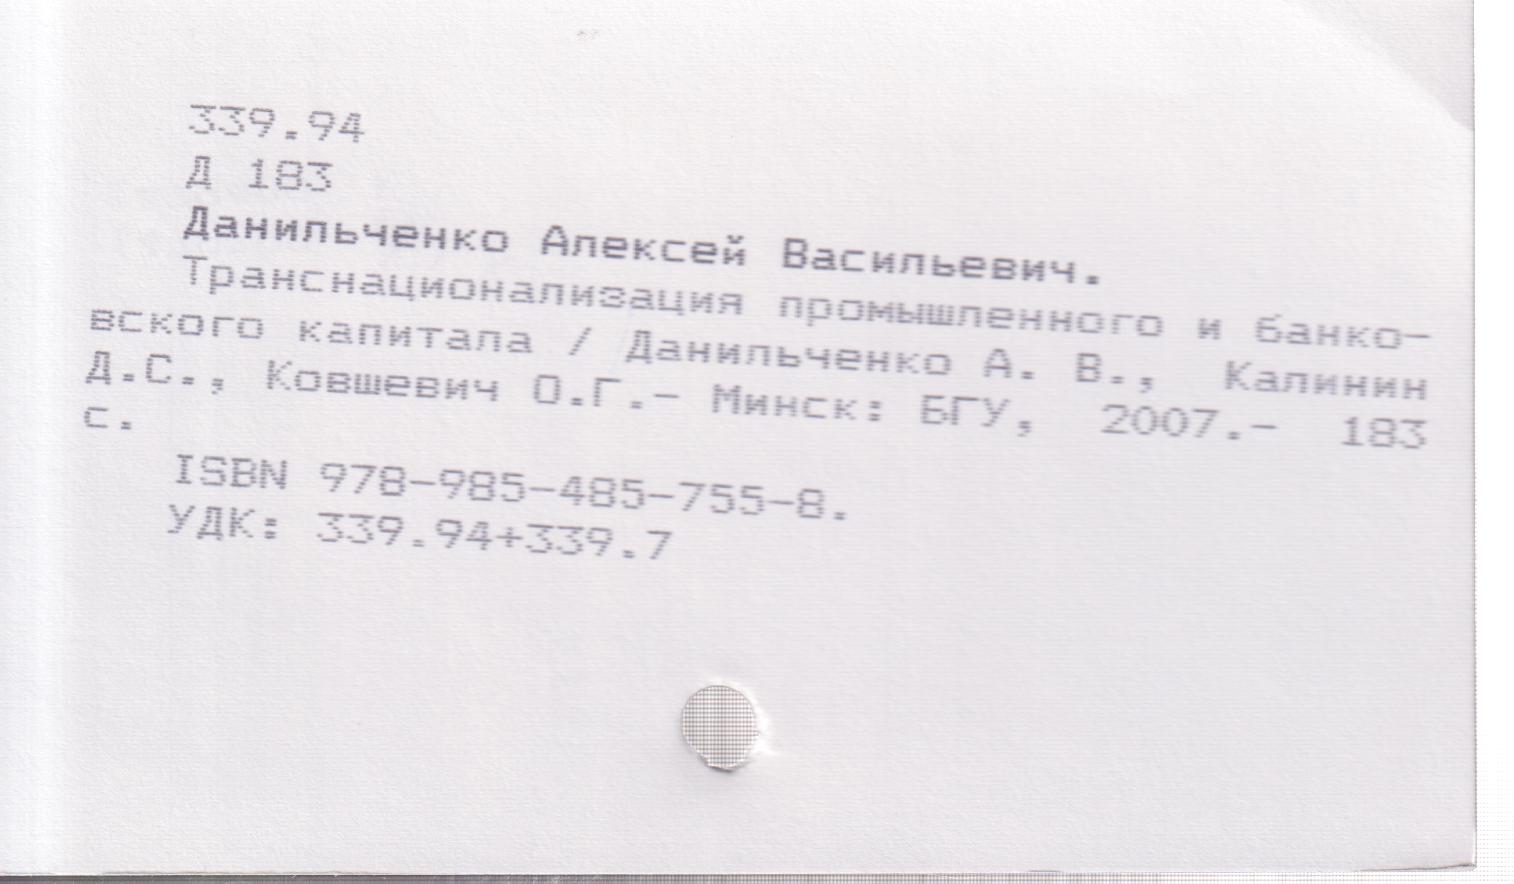 339.94
Д 183
Данильченко Алексей Васильевич.
Транснационализация промышленного и банко-
вского капитала / Данильченко А. В., Калинин
Д.С., Ковшевич О.Г.- Минск: БГУ, 2007.- 183
с.
ISBN 978-985-485-755-8.
УДК: 339.94+339.7